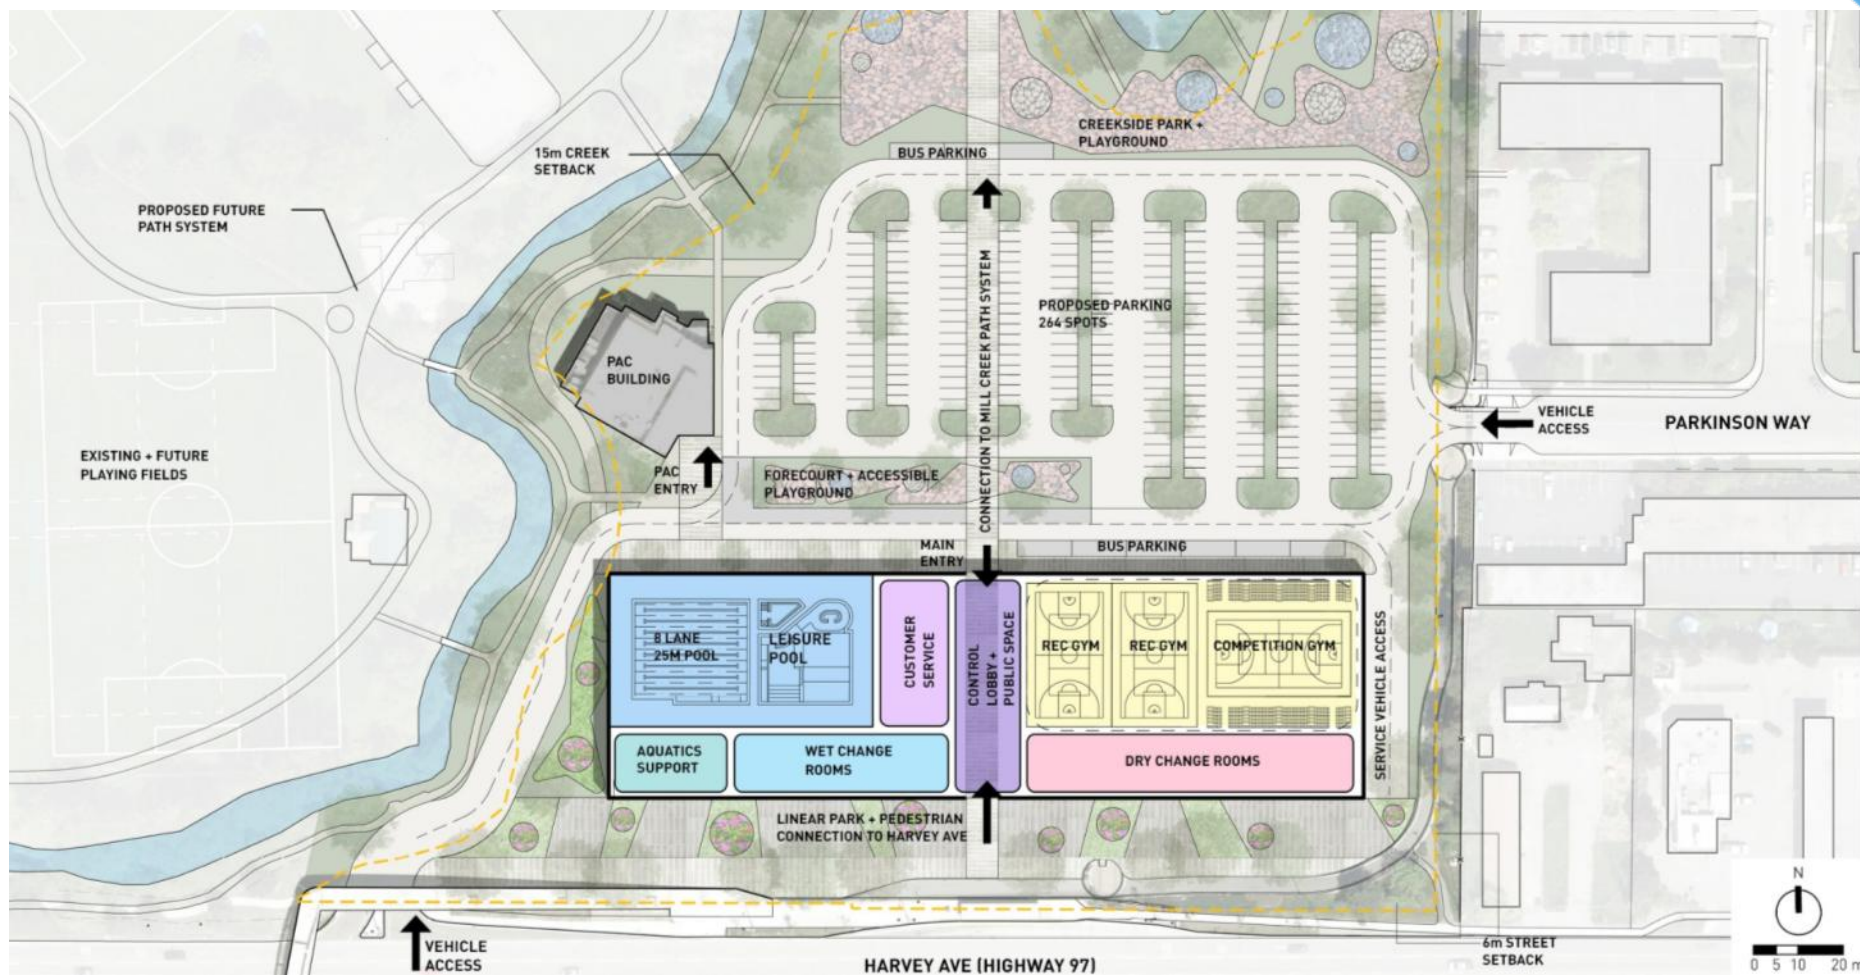 CREEKSIDE PARK +
PLAYGROUND
BUS PARKING
15m CREEK
SETBACK
PROPOSED FUTURE
PATH SYSTEM
CONNECTION TO MILL CREEK PATH SYSTEM
PROPOSED PARKING
264 SPOTS
PAC
BUILDING
VEHICLE
ACCESS
PARKINSON WAY
EXISTING + FUTURE
PLAYING FIELDS
PAC
ENTRY
FORECOURT + ACCESSIBLE
PLAYGROUND
MAIN
ENTRY
BUS PARKING
8 LANE
25M POOL
LEISURE
POOL
CUSTOMER
SERVICE
CONTROL
LOBBY +
PUBLIC SPACE
REC GYM
REC GYM
COMPETITION GYM
SERVICE VEHICLE ACCESS
AQUATICS
SUPPORT
WET CHANGE
ROOMS
DRY CHANGE ROOMS
LINEAR PARK + PEDESTRIAN
CONNECTION TO HARVEY AVE
VEHICLE
ACCESS
HARVEY AVE (HIGHWAY 97)
6m STREET
SETBACK
N
0 5 10 20 m